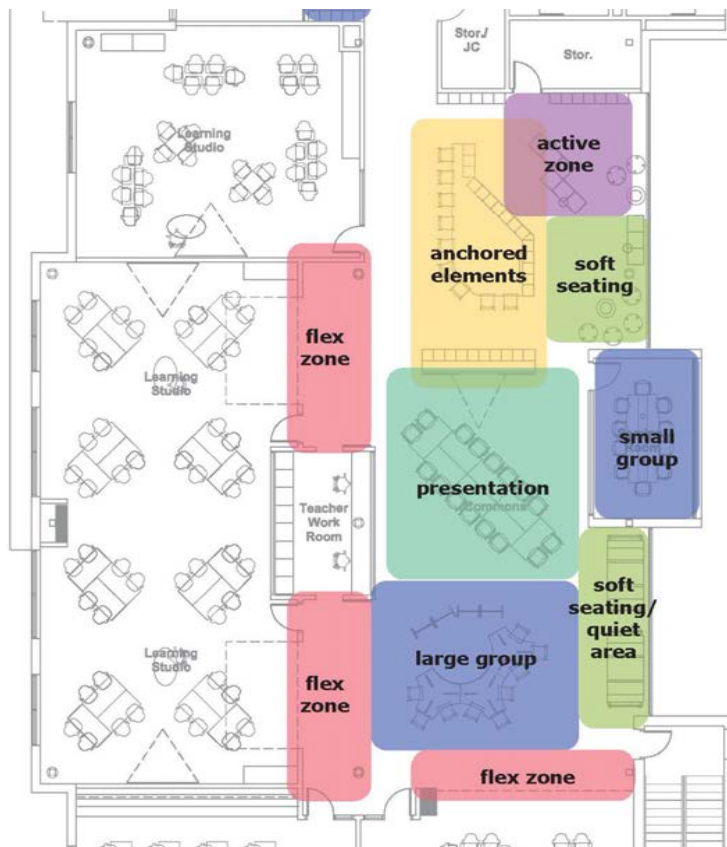 Stor./
JC
Stor.
Learning
Studio
active
zone
anchored
elements
soft
seating
flex
zone
Learning
Studio
small
group
Room
presentation
Commons
Teacher
Work
Room
soft
seating/
quiet
area
large group
Learning
Studio
flex
zone
flex zone